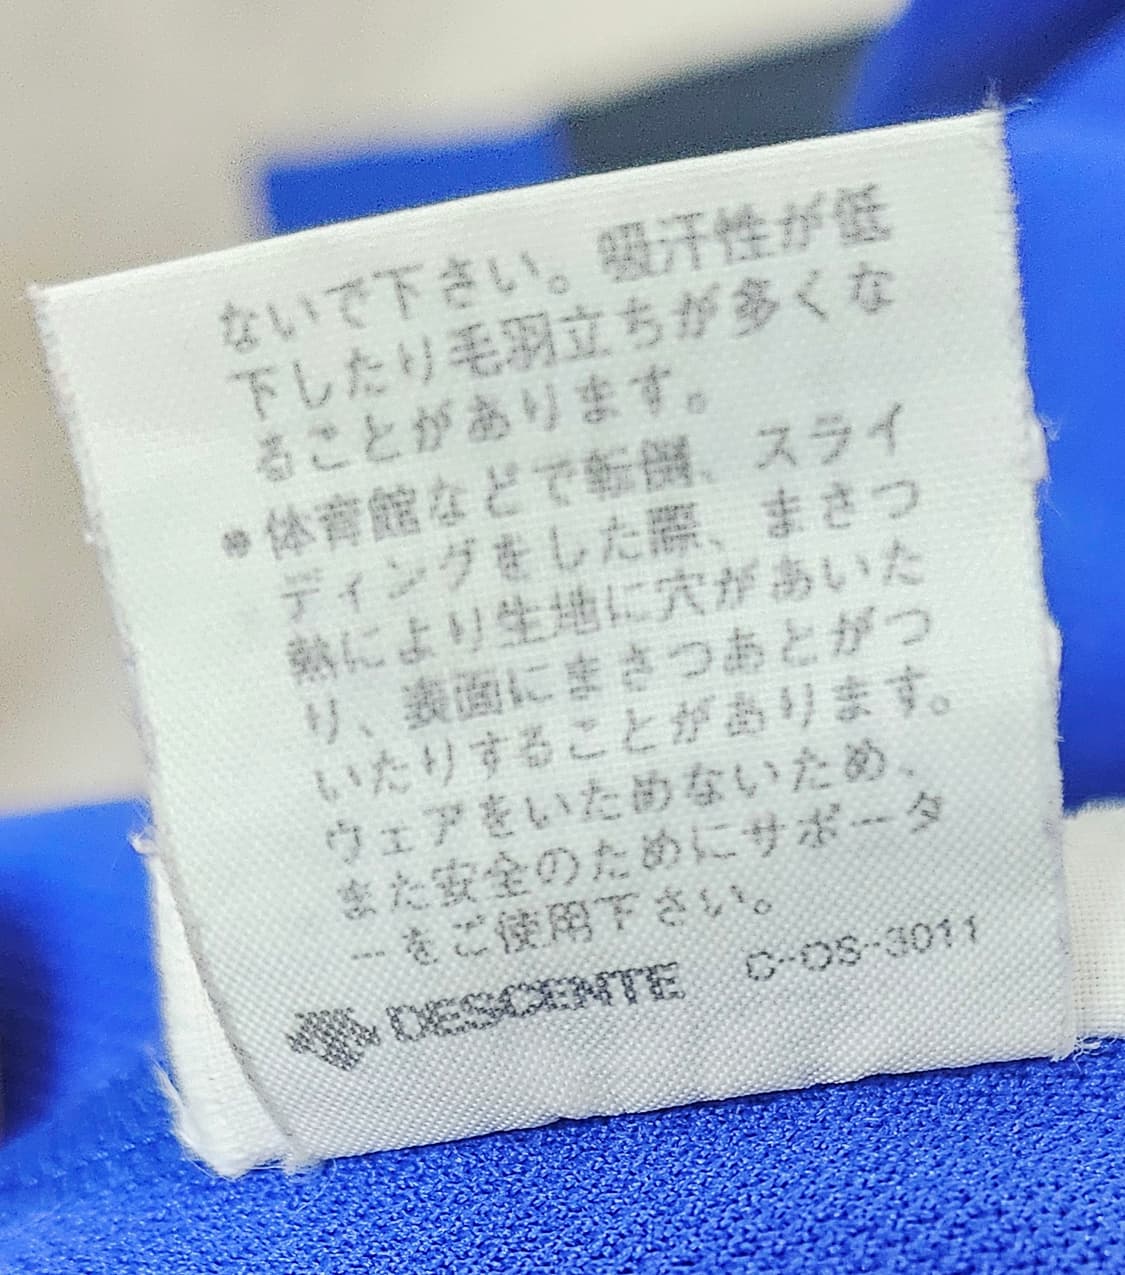 ないで下さい。吸汗性が低
下したり毛羽立ちが多くな
ることがあります。
●体育館などで転倒、スライ
ディングをした際、まさつ
熱により生地に穴があいた
り、表面にまさつあとがつ
いたりすることがあります。
ウェアをいためないため、
また安全のためにサポータ
ーをご使用下さい。
DESCENTE C-OS-3011